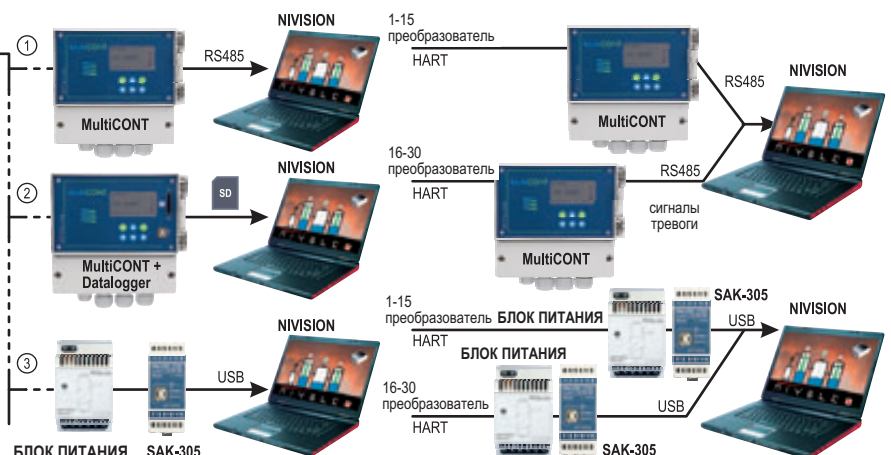 1
RS485
NIVISION
MultiCONT
2
SD
NIVISION
MultiCONT +
Datalogger
3
USB
NIVISION
БЛОК ПИТАНИЯ
SAK-305
1-15
преобразователь
HART
MultiCONT
RS485
NIVISION
16-30
преобразователь
HART
MultiCONT
RS485
сигналы
тревоги
1-15
преобразователь
HART
БЛОК ПИТАНИЯ
SAK-305
USB
NIVISION
16-30
преобразователь
HART
БЛОК ПИТАНИЯ
SAK-305
USB